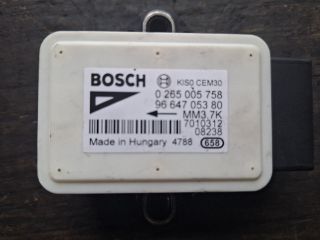 BOSCH KIS0 CEM30
0 265 005 758
96 647 053 80
MM3.7K
7010312
08238
Made in Hungary 4788 658